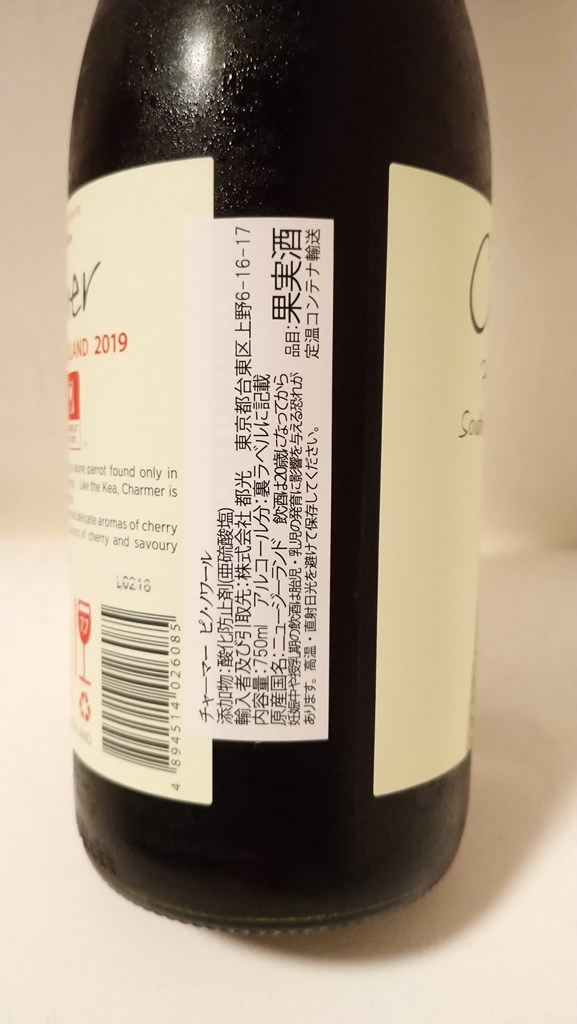 er
AND 2019
alpine parrot found only in
Like the Kea, Charmer is
delicate aromas of cherry
of cherry and savoury
L0216
7.7
4 894514 026085
チャーマー ピノ・ノワール
添加物:酸化防止剤(亜硫酸塩)
輸入者及び引取先:株式会社 都光 東京都台東区上野6-16-17
内容量:750ml アルコール分:裏ラベルに記載
原産国名:ニュージーランド 飲酒は20歳になってから
妊娠中や授乳期の飲酒は胎児・乳児の発育に影響を与える恐れが
あります。高温・直射日光を避けて保存してください。
品目:果実酒
定温コンテナ輸送
C
Sou